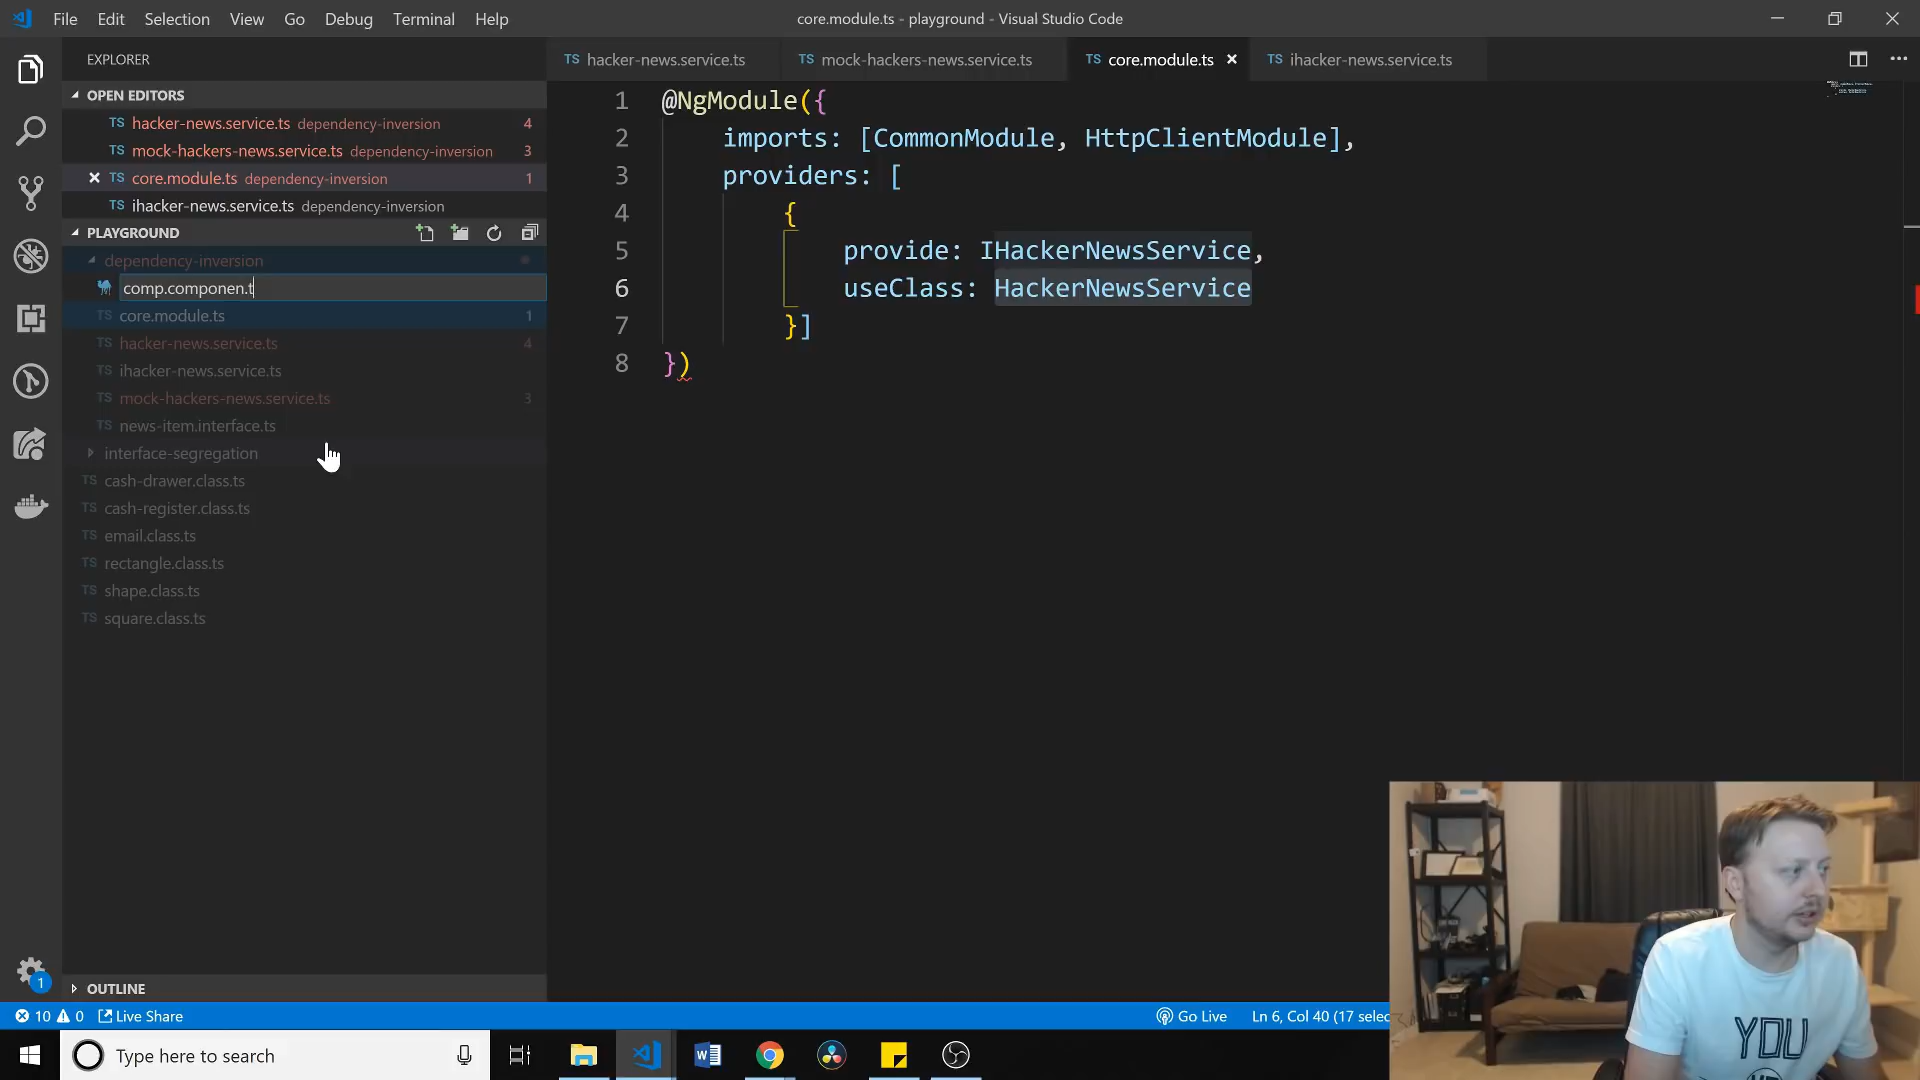 File Edit Selection View Go Debug Terminal Help
core.module.ts - playground - Visual Studio Code
EXPLORER
TS hacker-news.service.ts TS mock-hackers-news.service.ts TS core.module.ts TS ihacker-news.service.ts
OPEN EDITORS
TS hacker-news.service.ts dependency-inversion 4
TS mock-hackers-news.service.ts dependency-inversion 3
TS core.module.ts dependency-inversion 1
TS ihacker-news.service.ts dependency-inversion
PLAYGROUND
dependency-inversion
comp.componen.t
TS core.module.ts 1
TS hacker-news.service.ts 4
TS ihacker-news.service.ts
TS mock-hackers-news.service.ts 3
TS news-item.interface.ts
interface-segregation
TS cash-drawer.class.ts
TS cash-register.class.ts
TS email.class.ts
TS rectangle.class.ts
TS shape.class.ts
TS square.class.ts
OUTLINE
1 @NgModule({
2 imports: [CommonModule, HttpClientModule],
3 providers: [
4 {
5 provide: IHackerNewsService,
6 useClass: HackerNewsService
7 }]
8 })
1
10 0 Live Share
Go Live Ln 6, Col 40 (17 selec
Type here to search
YOU